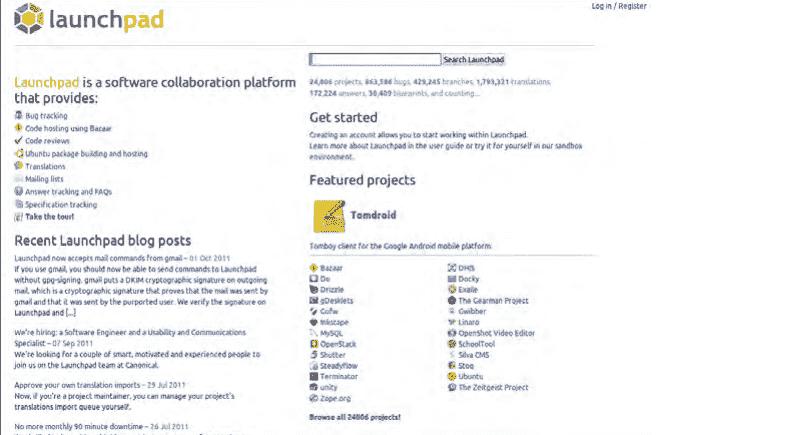 launchpad
Log in / Register
Launchpad is a software collaboration platform
that provides:
Bug tracking
Code hosting using Bazaar
Code reviews
Ubuntu package building and hosting
Translations
Mailing lists
Answer tracking and FAQs
Specification tracking
Take the tour!
Recent Launchpad blog posts
Launchpad now accepts mail commands from gmail – 01 Oct 2011
If you use gmail, you should now be able to send commands to Launchpad
without gpg-signing. gmail puts a DKIM cryptographic signature on outgoing
mail, which is a cryptographic signature that proves that the mail was sent by
gmail and that it was sent by the purported user. We verify the signature on
Launchpad and [...]
We're hiring: a Software Engineer and a Usability and Communications
Specialist – 07 Sep 2011
We're looking for a couple of smart, motivated and experienced people to
join us on the Launchpad team at Canonical.
Approve your own translation imports – 29 Jul 2011
Now, if you're a project maintainer, you can manage your project's
translations import queue yourself.
No more monthly 90 minute downtime – 26 Jul 2011
Search Launchpad
24,806 projects, 863,586 bugs, 429,245 branches, 1,793,321 translations,
172,224 answers, 30,409 blueprints, and counting...
Get started
Creating an account allows you to start working within Launchpad.
Learn more about Launchpad in the user guide or try it for yourself in our sandbox
environment.
Featured projects
Tomdroid
Tomboy client for the Google Android mobile platform.
Bazaar
Do
Drizzle
gDesklets
Gufw
Inkscape
MySQL
OpenStack
Shutter
Steadyflow
Terminator
unity
Zope.org
DHIS
Docky
Exaile
The Gearman Project
Gwibber
Linaro
OpenShot Video Editor
SchoolTool
Silva CMS
Stoq
Ubuntu
The Zeitgeist Project
Browse all 24806 projects!